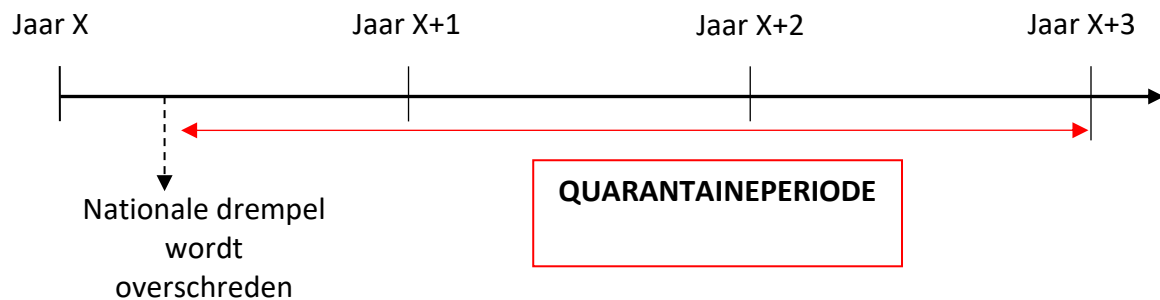 Jaar X
Jaar X+1
Jaar X+2
Jaar X+3
QUARANTAINEPERIODE
Nationale drempel
wordt
overschreden